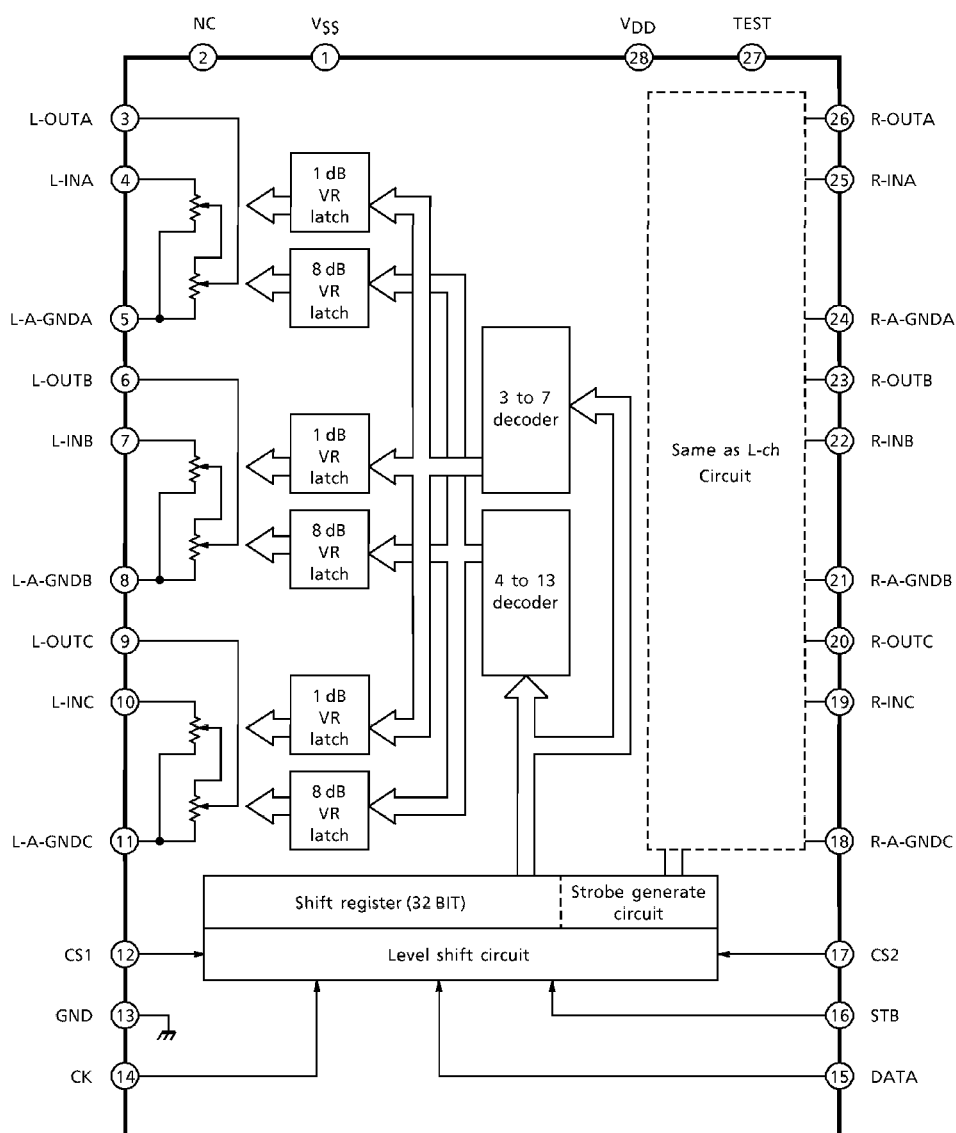 NC
VSS
VDD
TEST
2
1
28
27
L-OUTA
3
26
R-OUTA
L-INA
4
1 dB
VR
latch
25
R-INA
8 dB
VR
latch
L-A-GNDA
5
24
R-A-GNDA
L-OUTB
6
3 to 7
decoder
23
R-OUTB
L-INB
7
1 dB
VR
latch
Same as L-ch
Circuit
22
R-INB
8 dB
VR
latch
4 to 13
decoder
L-A-GNDB
8
21
R-A-GNDB
L-OUTC
9
20
R-OUTC
L-INC
10
1 dB
VR
latch
19
R-INC
8 dB
VR
latch
L-A-GNDC
11
18
R-A-GNDC
Shift register (32 BIT)
Strobe generate
circuit
CS1
12
Level shift circuit
17
CS2
GND
13
16
STB
CK
14
15
DATA